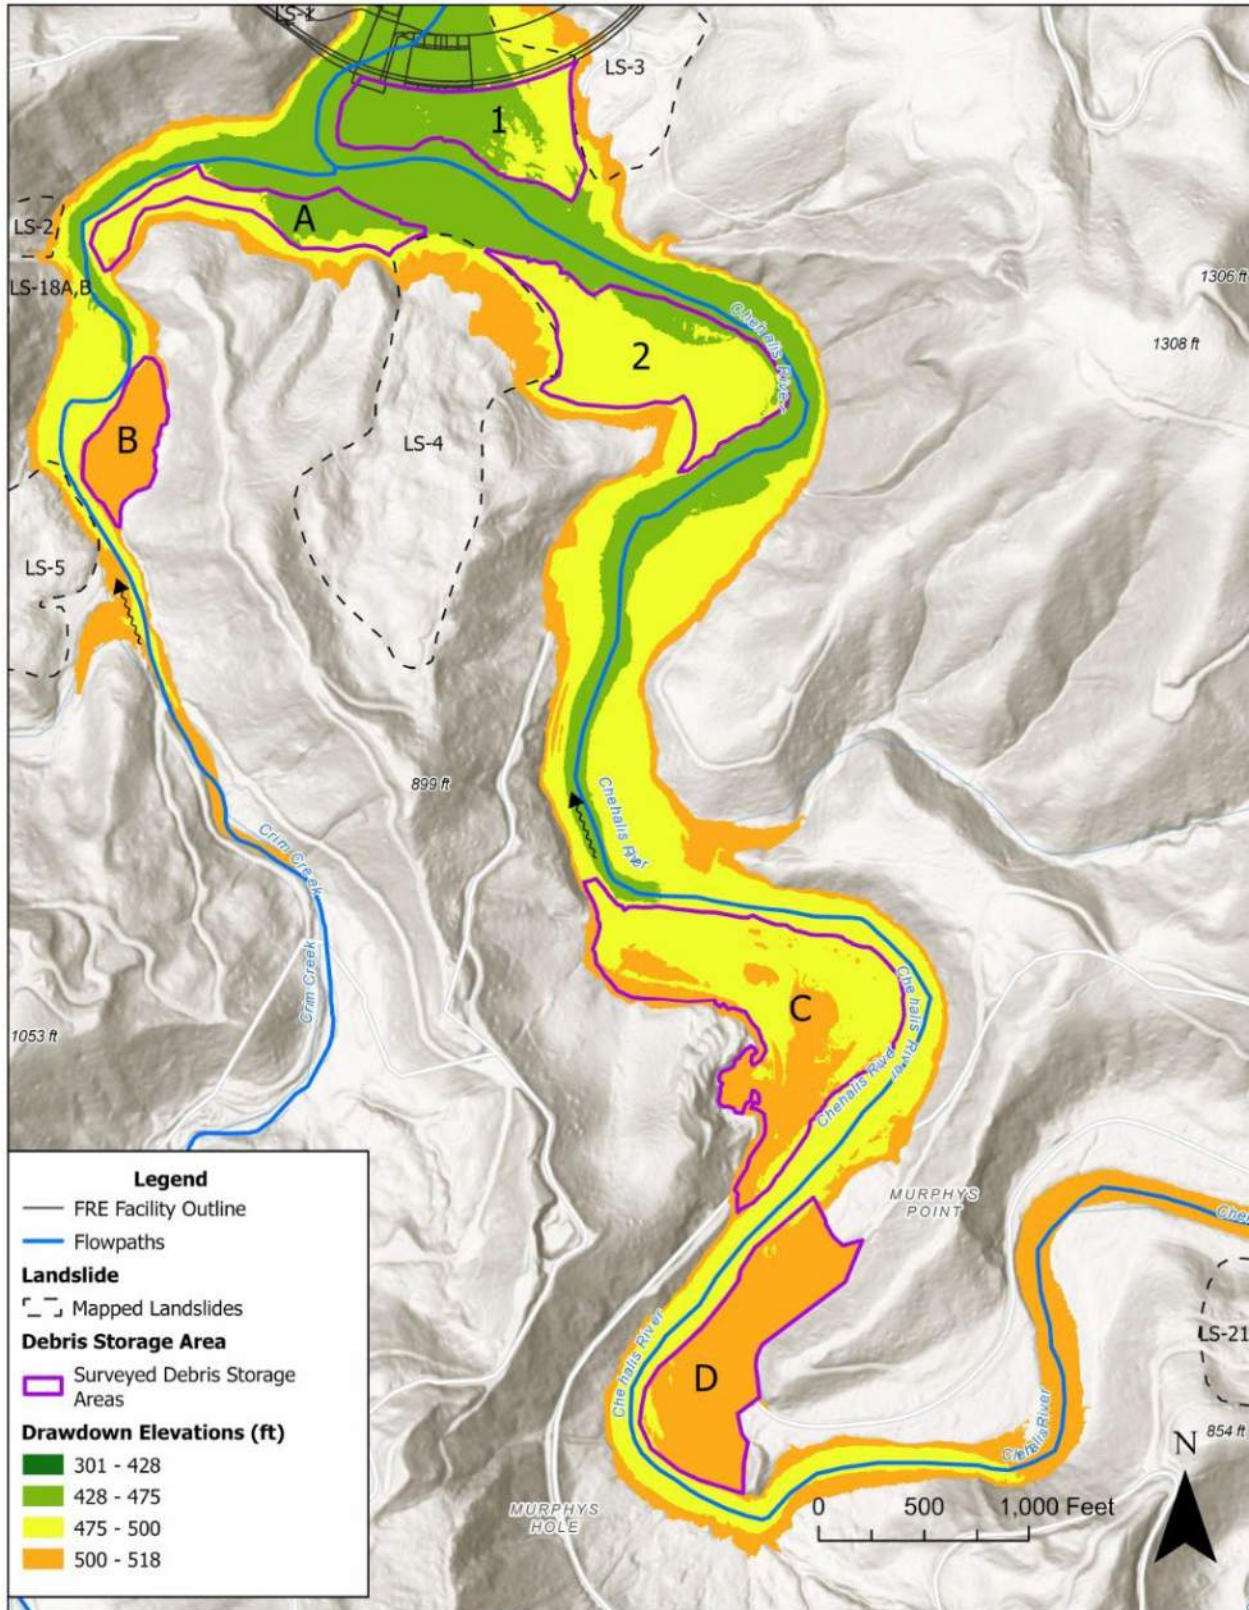 LS-1
LS-3
1
LS-2
A
LS-18A,B
1306 ft
Chehalis River
1308 ft
2
B
LS-4
LS-5
899 ft
Chehalis River
Crim Creek
Crim Creek
Chehalis River
C
1053 ft
Chehalis River
MURPHYS
POINT
Legend
FRE Facility Outline
Flowpaths
Landslide
Mapped Landslides
Debris Storage Area
Surveyed Debris Storage
Areas
Drawdown Elevations (ft)
301 - 428
428 - 475
475 - 500
500 - 518
Chehalis River
D
LS-21
Chehalis River
854 ft
N
MURPHYS
HOLE
0 500 1,000 Feet